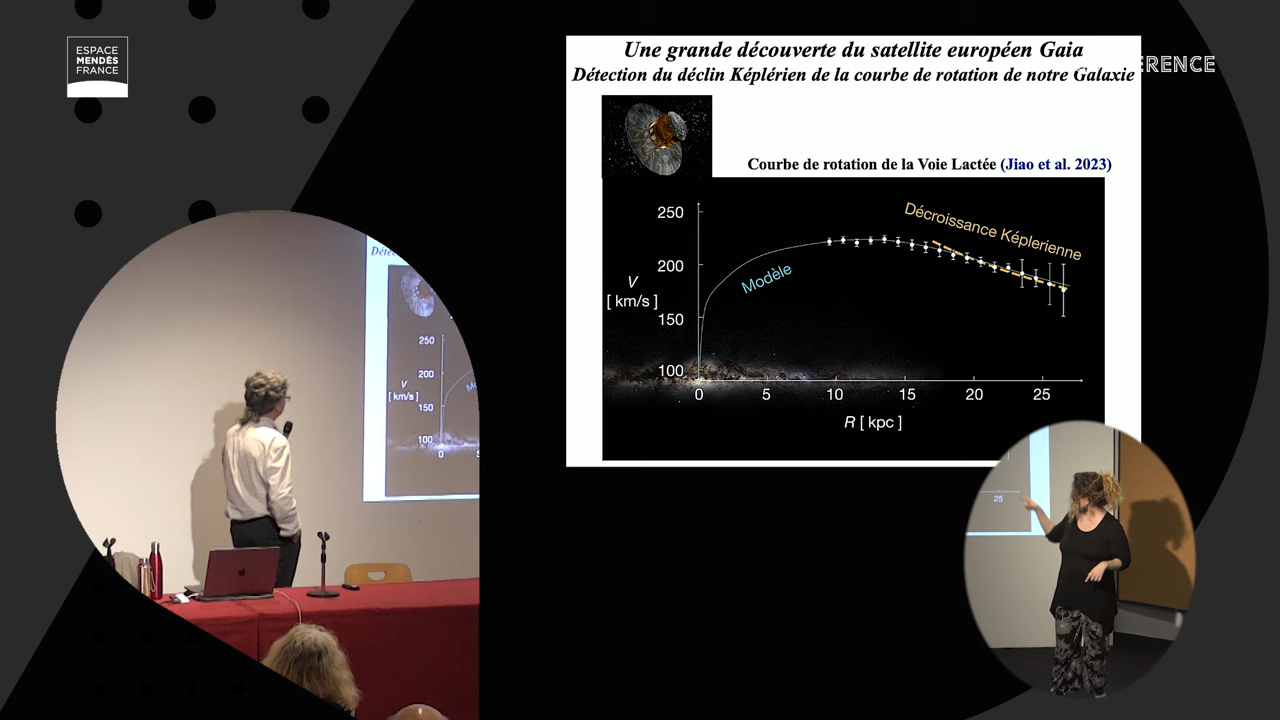 ESPACE
MENDÈS
FRANCE
Une grande découverte du satellite européen Gaia
Détection du déclin Képlérien de la courbe de rotation de notre Galaxie
ÉRENCE
Courbe de rotation de la Voie Lactée (Jiao et al. 2023)
250
200
150
100
V
[ km/s ]
Modèle
Décroissance Képlerienne
0
5
10
15
20
25
R [ kpc ]
Détec
250
200
150
100
V
[ km/s ]
M
0
25